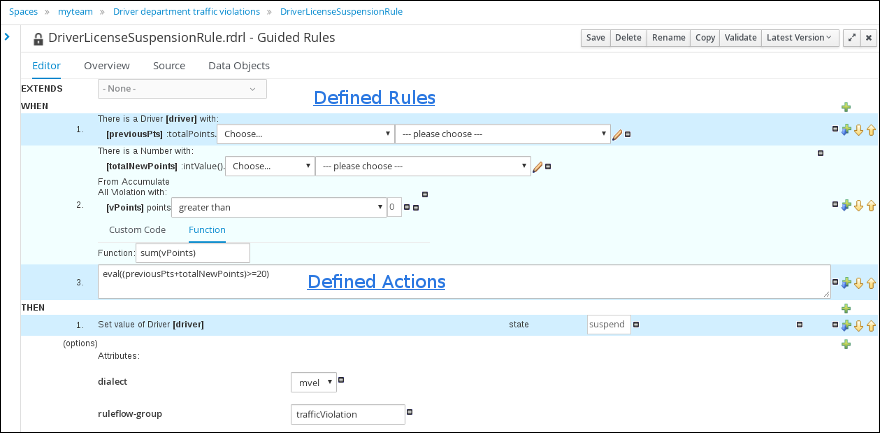 Spaces » myteam » Driver department traffic violations » DriverLicenseSuspensionRule
DriverLicenseSuspensionRule.rdrl - Guided Rules
Save Delete Rename Copy Validate Latest Version
Editor Overview Source Data Objects
EXTENDS - None -
Defined Rules
WHEN
There is a Driver [driver] with:
1. [previousPts] :totalPoints. Choose... --- please choose ---
There is a Number with:
[totalNewPoints] :intValue(). Choose... --- please choose ---
From Accumulate
All Violation with:
2. [vPoints] points greater than 0
Custom Code Function
Function: sum(vPoints)
eval((previousPts+totalNewPoints)>=20)
3. Defined Actions
THEN
1. Set value of Driver [driver] state suspend
(options)
Attributes:
dialect mvel
ruleflow-group trafficViolation